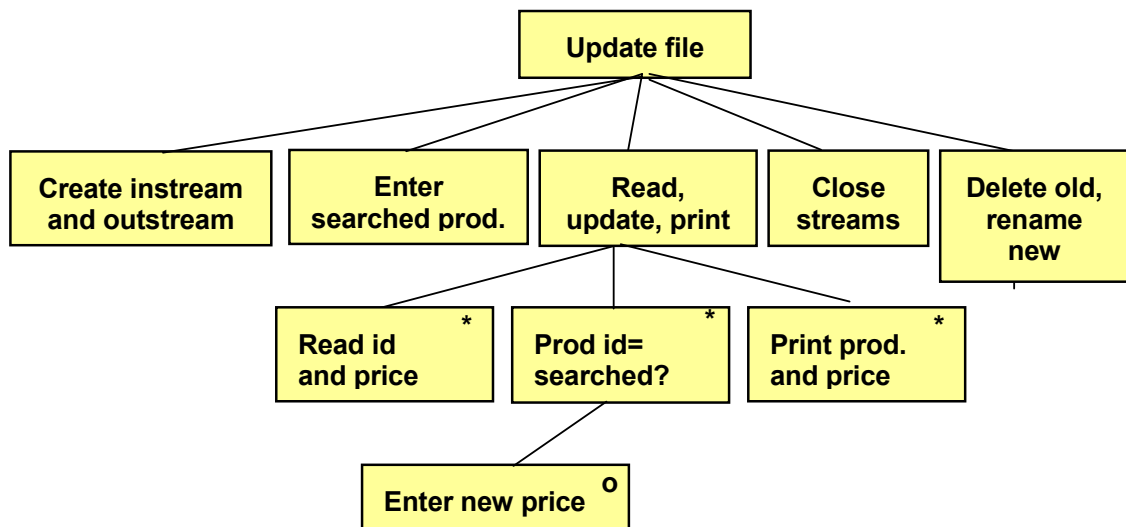 Update file
Create instream
and outstream
Enter
searched prod.
Read,
update, print
Close
streams
Delete old,
rename
new
Read id
and price
*
Prod id=
searched?
*
Print prod.
and price
*
Enter new price
o